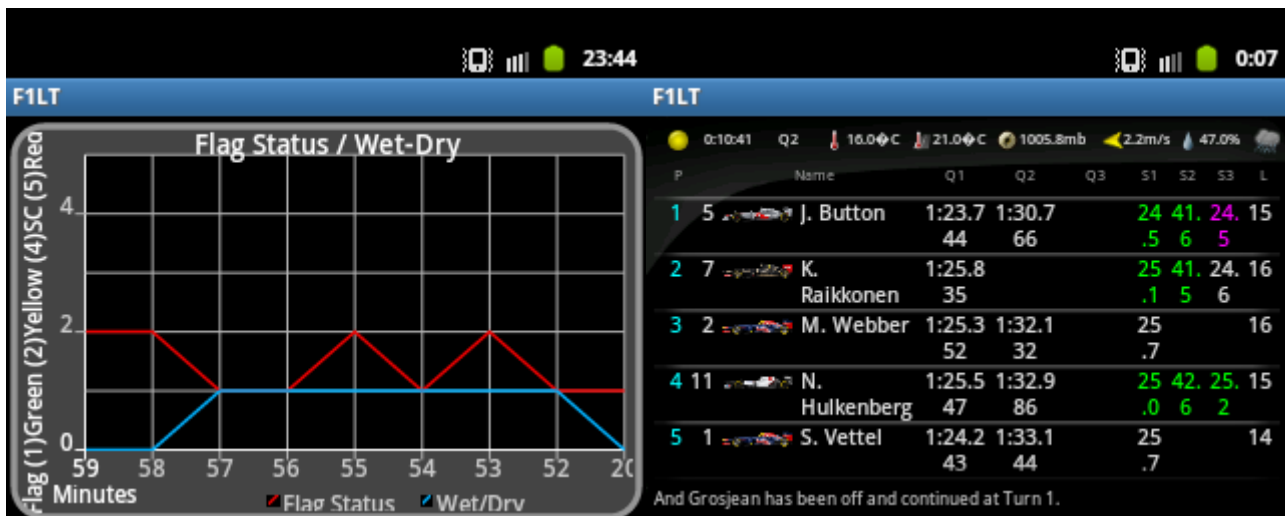 23:44
F1LT
Flag Status / Wet-Dry
Flag (1)Green (2)Yellow (4)SC (5)Red
4
2
0
59 58 57 56 55 54 53 52 20
Minutes
Flag Status Wet/Dry
0:07
F1LT
0:10:41 Q2 16.0�C 21.0�C 1005.8mb 2.2m/s 47.0%
P Name Q1 Q2 Q3 S1 S2 S3 L
1 5 J. Button 1:23.7 1:30.7 24 41. 24. 15
44 66 .5 6 5
2 7 K. 1:25.8 25 41. 24. 16
Raikkonen 35 .1 5 6
3 2 M. Webber 1:25.3 1:32.1 25 16
52 32 .7
4 11 N. 1:25.5 1:32.9 25 42. 25. 15
Hulkenberg 47 86 .0 6 2
5 1 S. Vettel 1:24.2 1:33.1 25 14
43 44 .7
And Grosjean has been off and continued at Turn 1.